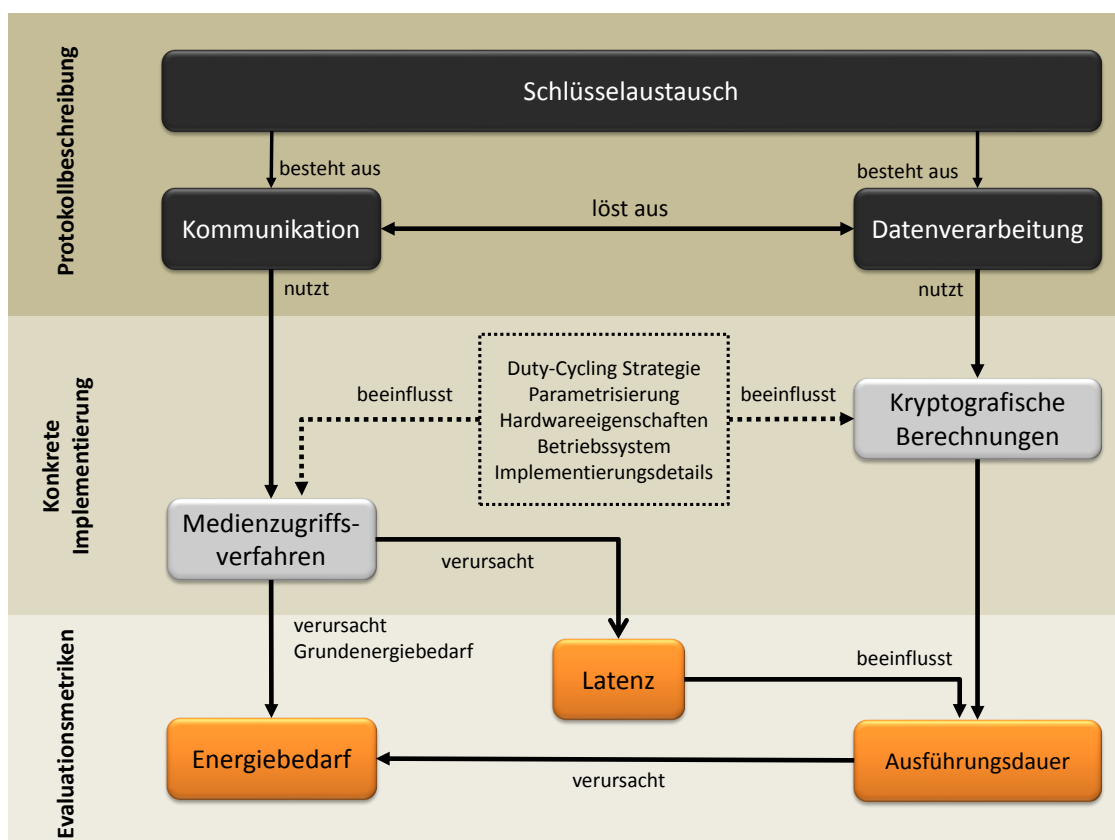 Protokollbeschreibung
Schlüsselaustausch
besteht aus
besteht aus
Kommunikation
löst aus
Datenverarbeitung
nutzt
nutzt
Konkrete
Implementierung
Duty-Cycling Strategie
Parametrisierung
Hardwareeigenschaften
Betriebssystem
Implementierungsdetails
beeinflusst
beeinflusst
Kryptografische
Berechnungen
Medienzugriffs-
verfahren
verursacht
Evaluationsmetriken
verursacht
Grundenergiebedarf
Latenz
beeinflusst
Energiebedarf
verursacht
Ausführungsdauer